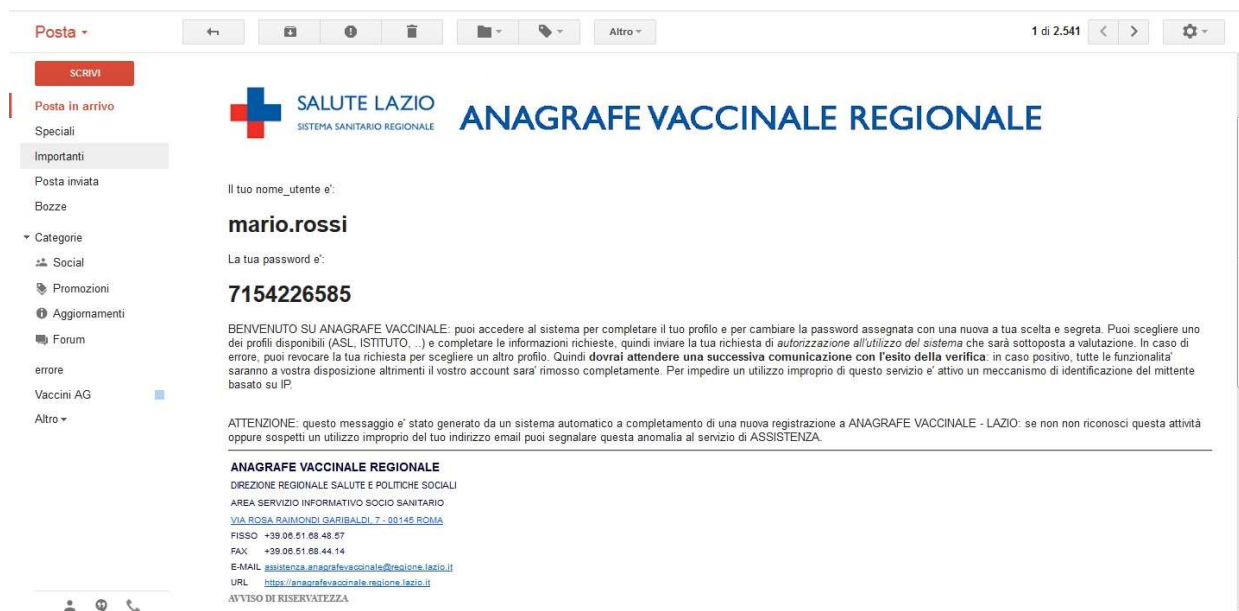 Posta
Altro
1 di 2.541
SCRIVI
Posta in arrivo
Speciali
Importanti
Posta inviata
Bozze
Categorie
Social
Promozioni
Aggiornamenti
Forum
errore
Vaccini AG
Altro
SALUTE LAZIO
SISTEMA SANITARIO REGIONALE
ANAGRAFE VACCINALE REGIONALE
Il tuo nome_utente e':
mario.rossi
La tua password e':
7154226585
BENVENUTO SU ANAGRAFE VACCINALE: puoi accedere al sistema per completare il tuo profilo e per cambiare la password assegnata con una nuova a tua scelta e segreta. Puoi scegliere uno
dei profili disponibili (ASL, ISTITUTO, ..) e completare le informazioni richieste, quindi inviare la tua richiesta di autorizzazione all'utilizzo del sistema che sarà sottoposta a valutazione. In caso di
errore, puoi revocare la tua richiesta per scegliere un altro profilo. Quindi dovrai attendere una successiva comunicazione con l'esito della verifica: in caso positivo, tutte le funzionalita'
saranno a vostra disposizione altrimenti il vostro account sara' rimosso completamente. Per impedire un utilizzo improprio di questo servizio e' attivo un meccanismo di identificazione del mittente
basato su IP.
ATTENZIONE: questo messaggio e' stato generato da un sistema automatico a completamento di una nuova registrazione a ANAGRAFE VACCINALE - LAZIO: se non non riconosci questa attività
oppure sospetti un utilizzo improprio del tuo indirizzo email puoi segnalare questa anomalia al servizio di ASSISTENZA.
ANAGRAFE VACCINALE REGIONALE
DIREZIONE REGIONALE SALUTE E POLITICHE SOCIALI
AREA SERVIZIO INFORMATIVO SOCIO SANITARIO
VIA ROSA RAIMONDI GARIBALDI, 7 - 00145 ROMA
FISSO +39.06.51.68.48.57
FAX +39.06.51.68.44.14
E-MAIL assistenza.anagrafevaccinale@regione.lazio.it
URL https://anagrafevaccinale.regione.lazio.it
AVVISO DI RISERVATEZZA